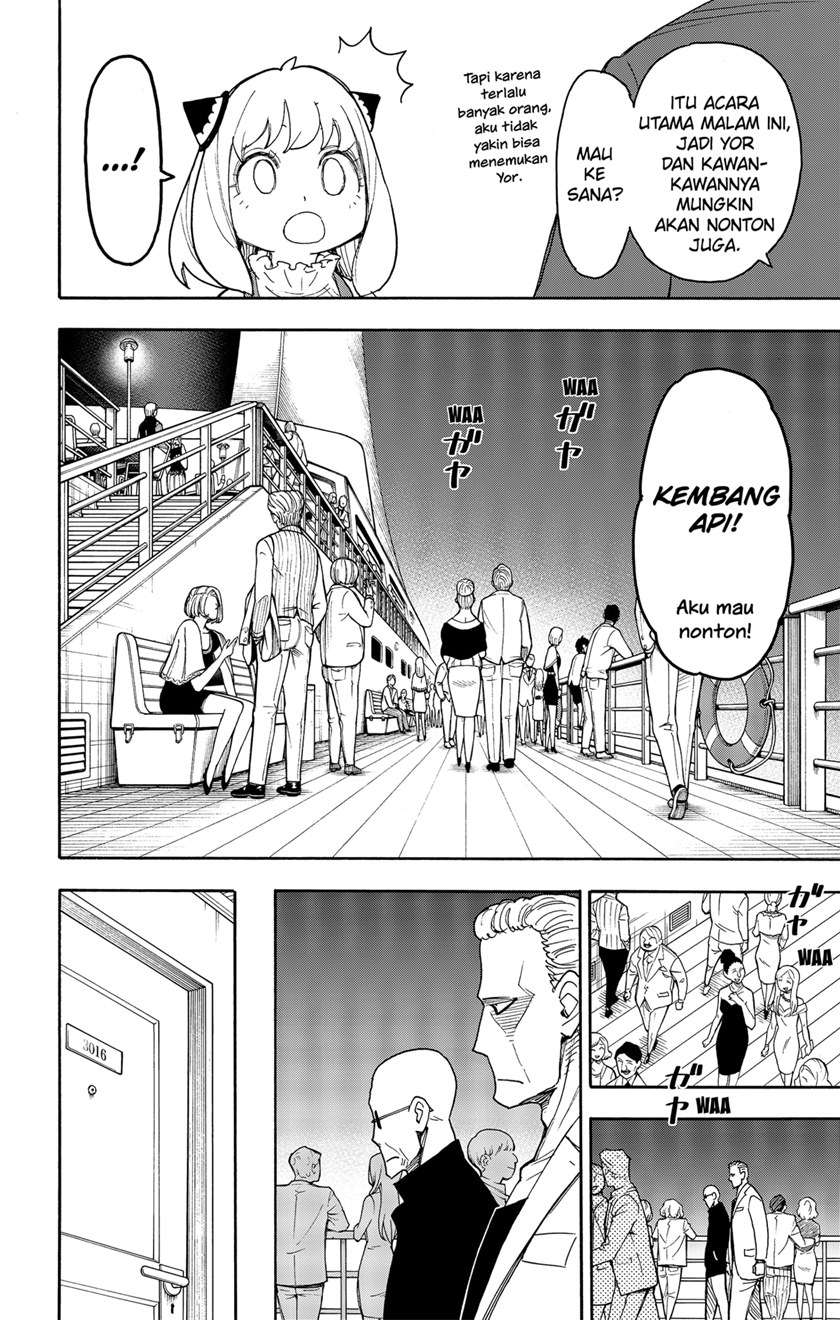 ITU ACARA
UTAMA MALAM INI,
JADI YOR
DAN KAWAN-
KAWANNYA
MUNGKIN
AKAN NONTON
JUGA.
MAU
KE
SANA?
Tapi karena
terlalu
banyak orang,
aku tidak
yakin bisa
menemukan
Yor.
....!
WAA
ガヤ
WAA
ガヤ
KEMBANG
API!
Aku mau
nonton!
ガヤ
WAA
ガヤ
WAA
3016